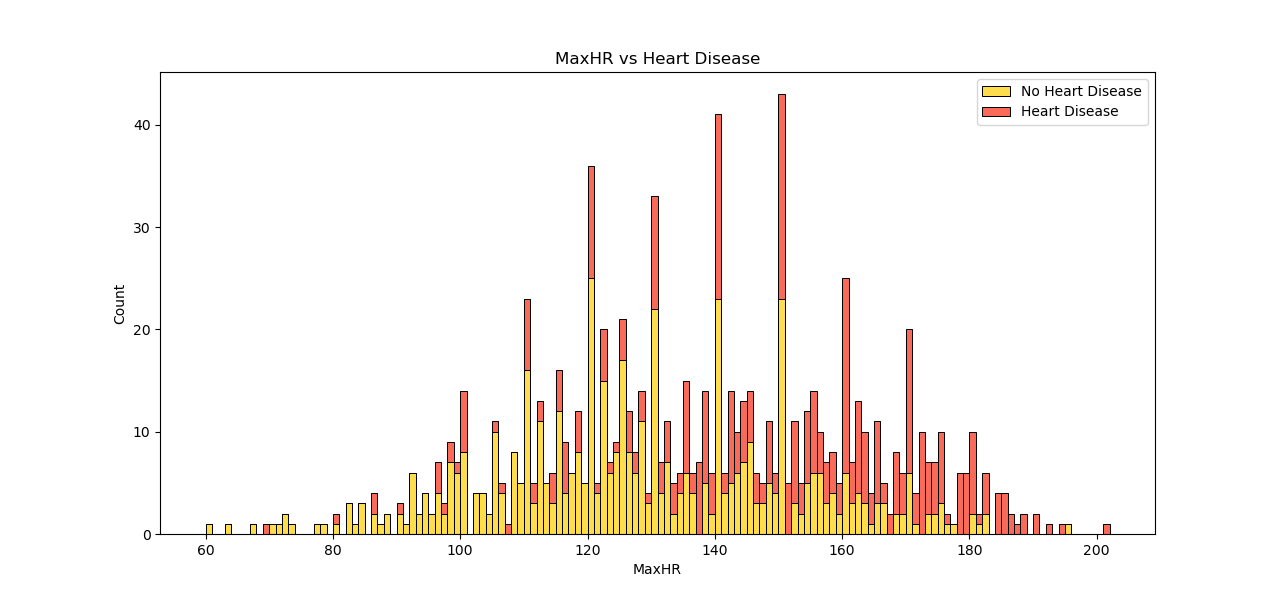 MaxHR vs Heart Disease
No Heart Disease
Heart Disease
40
30
20
10
0
Count
60 80 100 120 140 160 180 200
MaxHR